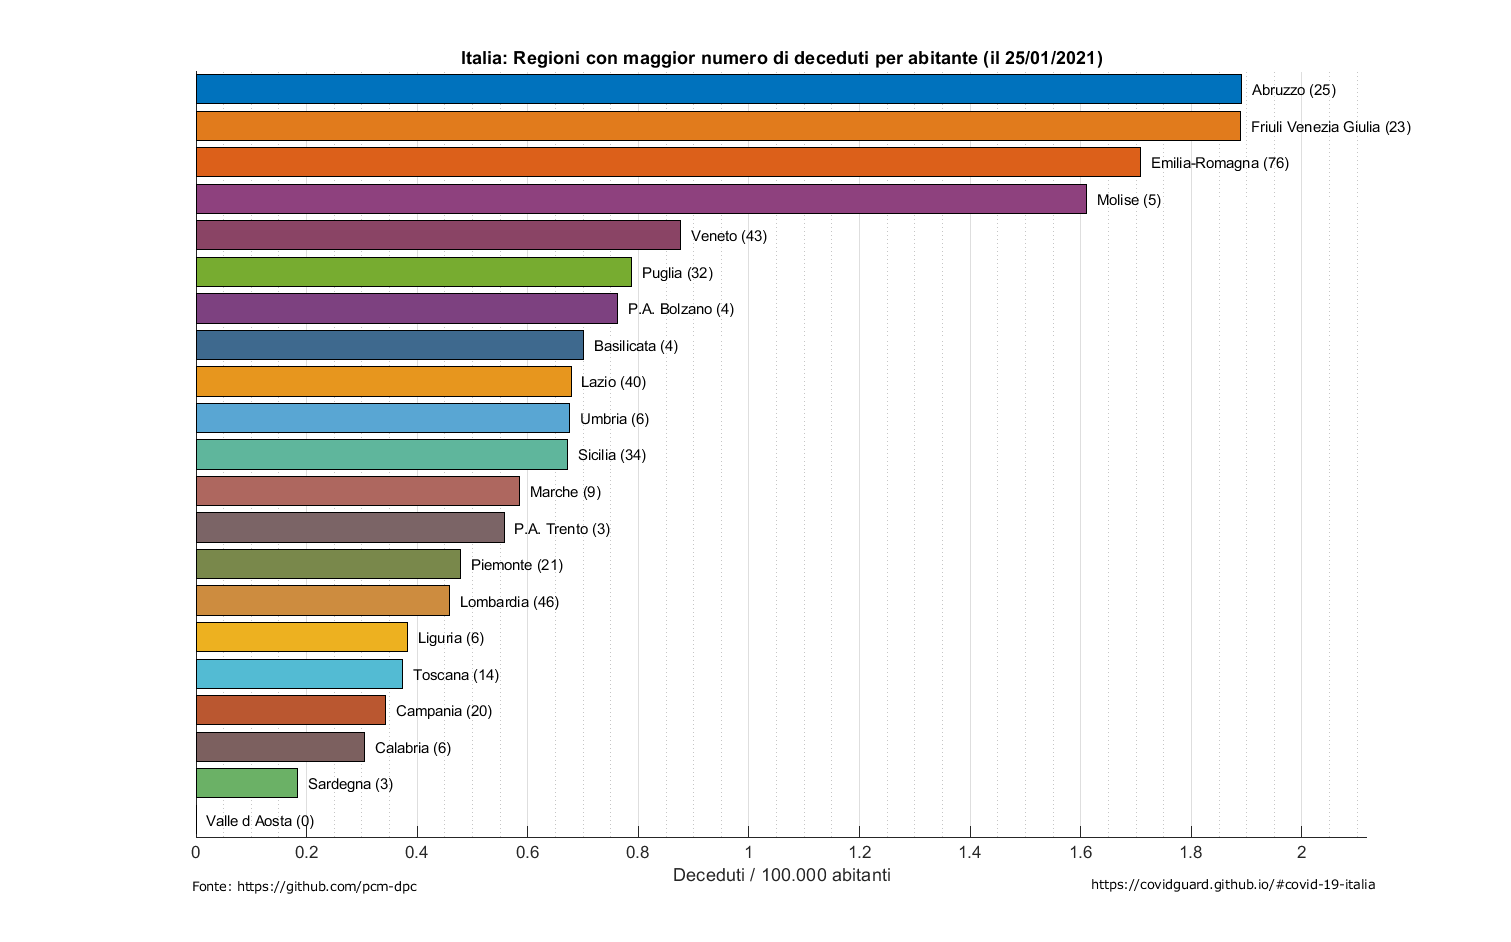 Italia: Regioni con maggior numero di deceduti per abitante (il 25/01/2021)
Abruzzo (25)
Friuli Venezia Giulia (23)
Emilia-Romagna (76)
Molise (5)
Veneto (43)
Puglia (32)
P.A. Bolzano (4)
Basilicata (4)
Lazio (40)
Umbria (6)
Sicilia (34)
Marche (9)
P.A. Trento (3)
Piemonte (21)
Lombardia (46)
Liguria (6)
Toscana (14)
Campania (20)
Calabria (6)
Sardegna (3)
Valle d Aosta (0)
0 0.2 0.4 0.6 0.8 1 1.2 1.4 1.6 1.8 2
Deceduti / 100.000 abitanti
Fonte: https://github.com/pcm-dpc
https://covidguard.github.io/#covid-19-italia